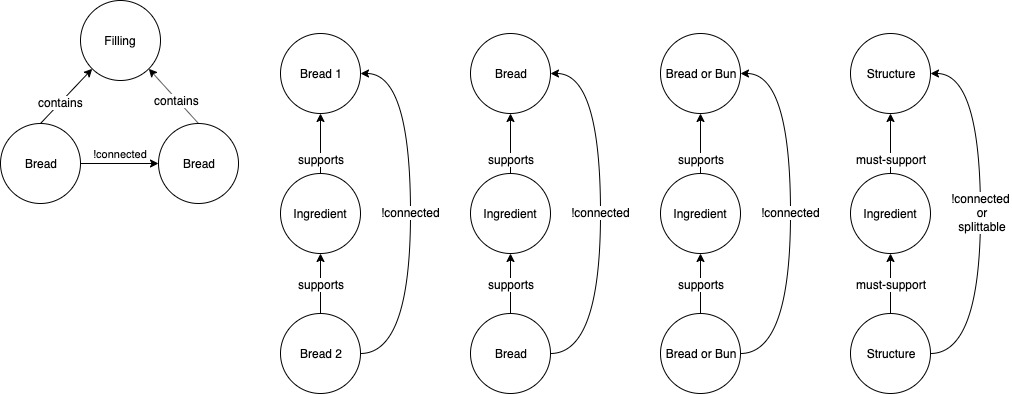 Filling
contains
contains
Bread
!connected
Bread
Bread 1
supports
Ingredient
!connected
supports
Bread 2
Bread
supports
Ingredient
!connected
supports
Bread
Bread or Bun
supports
Ingredient
!connected
supports
Bread or Bun
Structure
must-support
Ingredient
!connected
or
splittable
must-support
Structure